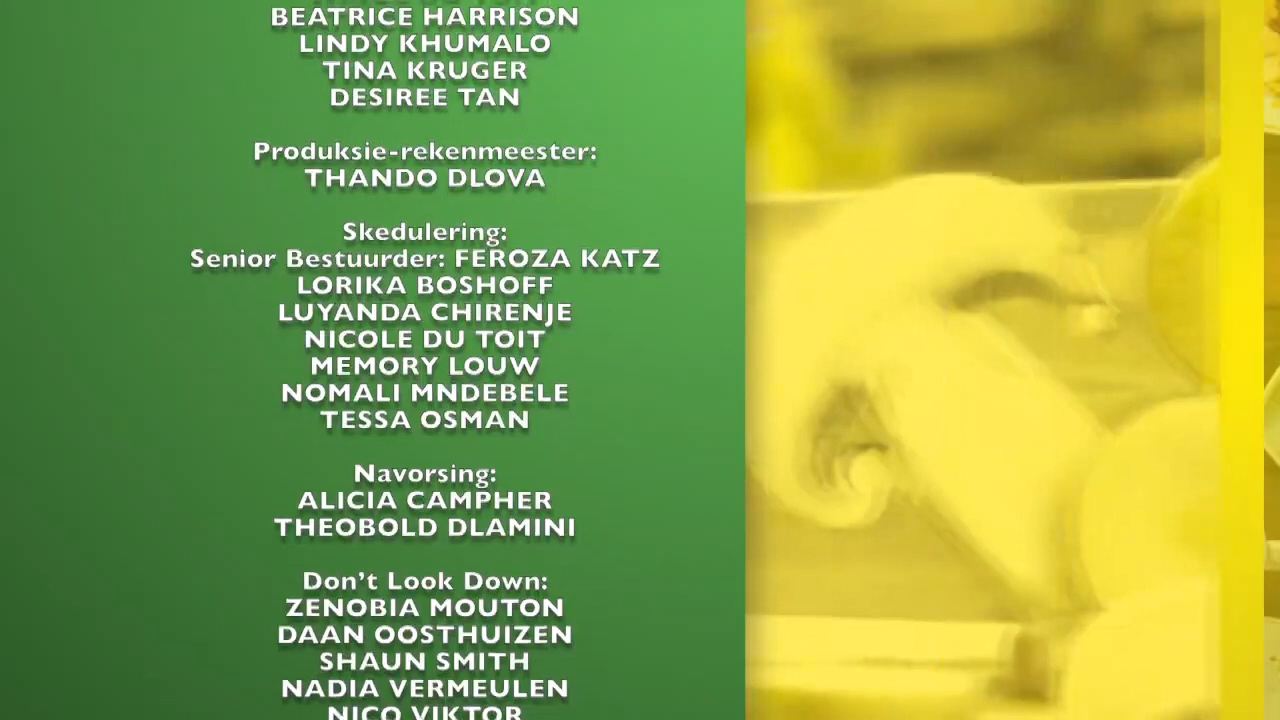 BEATRICE HARRISON
LINDY KHUMALO
TINA KRUGER
DESIREE TAN
Produksie-rekenmeester:
THANDO DLOVA
Skedulering:
Senior Bestuurder: FEROZA KATZ
LORIKA BOSHOFF
LUYANDA CHIRENJE
NICOLE DU TOIT
MEMORY LOUW
NOMALI MNDEBELE
TESSA OSMAN
Navorsing:
ALICIA CAMPHER
THEOBOLD DLAMINI
Don’t Look Down:
ZENOBIA MOUTON
DAAN OOSTHUIZEN
SHAUN SMITH
NADIA VERMEULEN
NICO VIKTOR